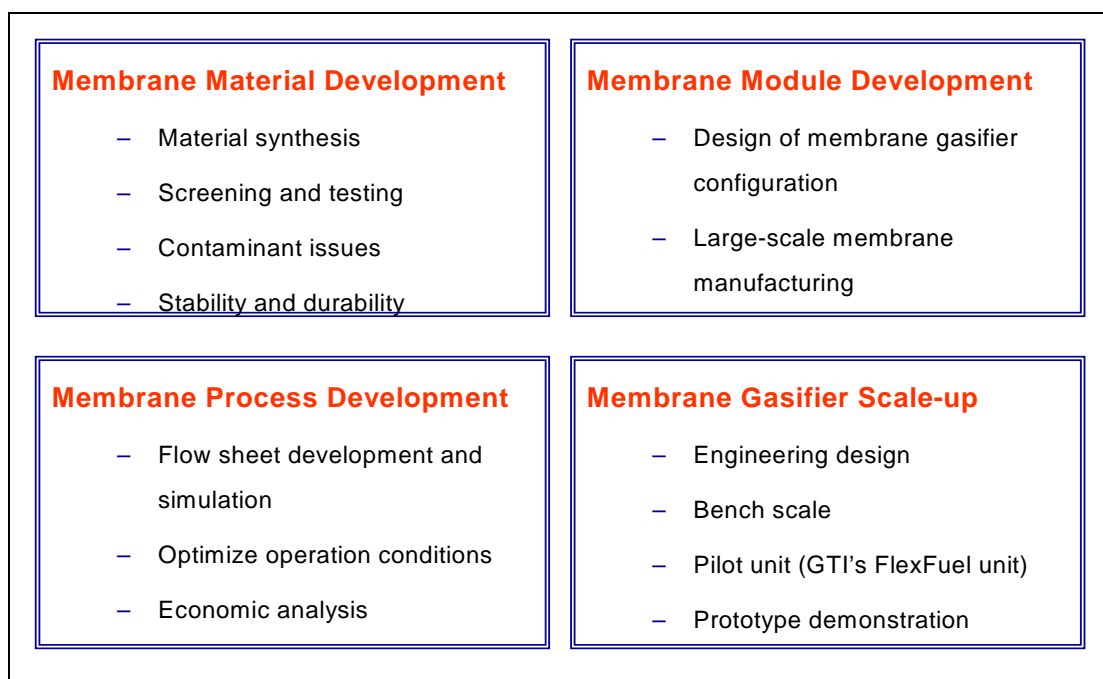 Membrane Material Development
– Material synthesis
– Screening and testing
– Contaminant issues
– Stability and durability
Membrane Module Development
– Design of membrane gasifier
configuration
– Large-scale membrane
manufacturing
Membrane Process Development
– Flow sheet development and
simulation
– Optimize operation conditions
– Economic analysis
Membrane Gasifier Scale-up
– Engineering design
– Bench scale
– Pilot unit (GTI's FlexFuel unit)
– Prototype demonstration